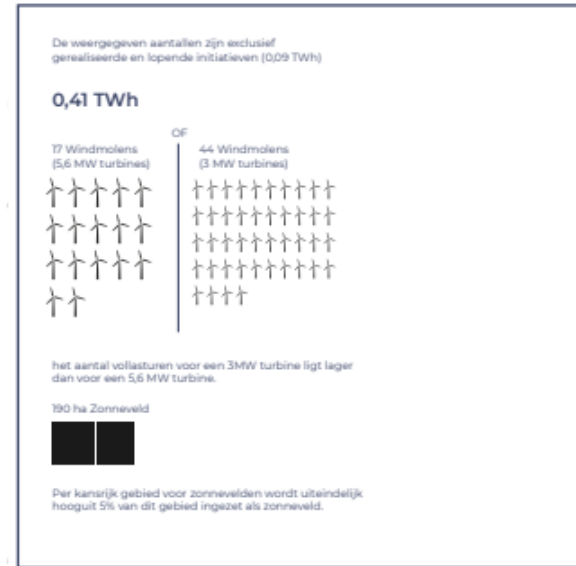 De weergegeven aantallen zijn exclusief
gerealiseerde en lopende initiatieven (0,09 TWh)
0,41 TWh
OF
17 Windmolens
(5,6 MW turbines)
44 Windmolens
(3 MW turbines)
het aantal vollasturen voor een 3MW turbine ligt lager
dan voor een 5,6 MW turbine.
190 ha Zonneveld
Per kansrijk gebied voor zonnevelden wordt uiteindelijk
hooguit 5% van dit gebied ingezet als zonneveld.